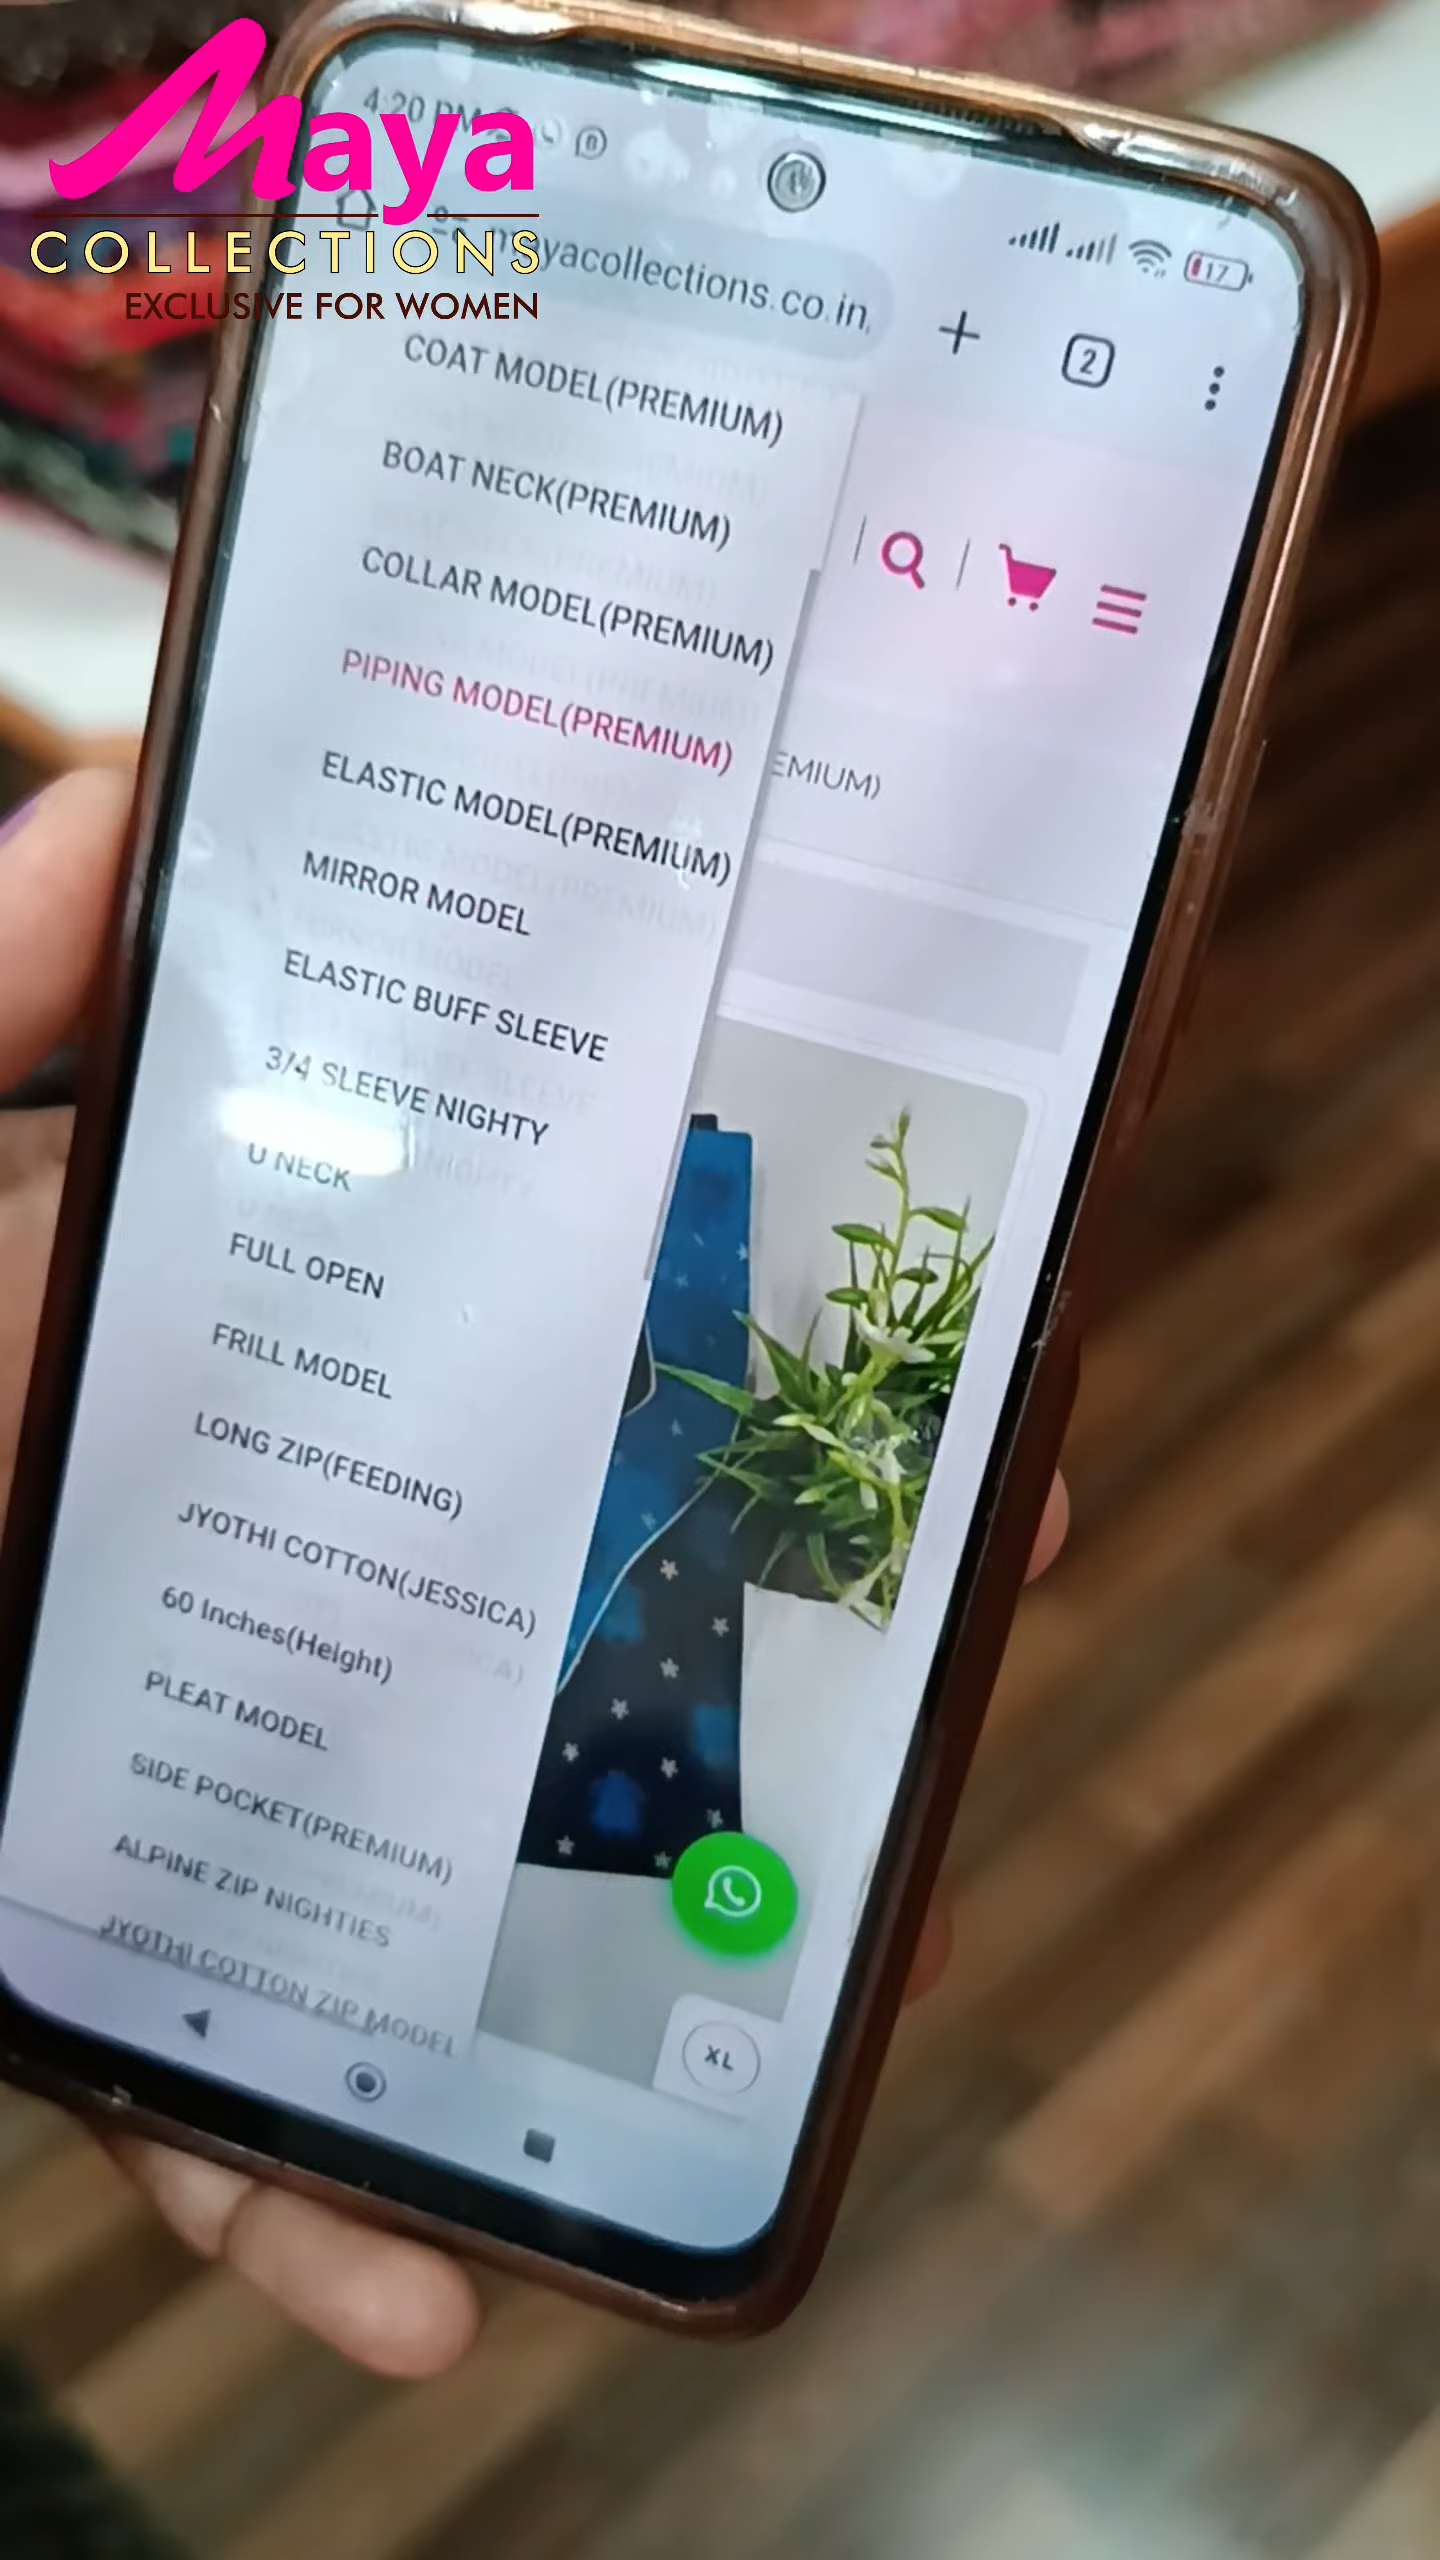 Maya
COLLECTIONS
EXCLUSIVE FOR WOMEN
4:20 PM
17
mayacollections.co.in
2
COAT MODEL(PREMIUM)
BOAT NECK(PREMIUM)
COLLAR MODEL(PREMIUM)
PIPING MODEL(PREMIUM)
EMIUM)
ELASTIC MODEL(PREMIUM)
MIRROR MODEL
ELASTIC BUFF SLEEVE
3/4 SLEEVE NIGHTY
U NECK
FULL OPEN
FRILL MODEL
LONG ZIP(FEEDING)
JYOTHI COTTON(JESSICA)
60 Inches(Height)
PLEAT MODEL
SIDE POCKET(PREMIUM)
ALPINE ZIP NIGHTIES
JYOTHI COTTON ZIP MODEL
XL